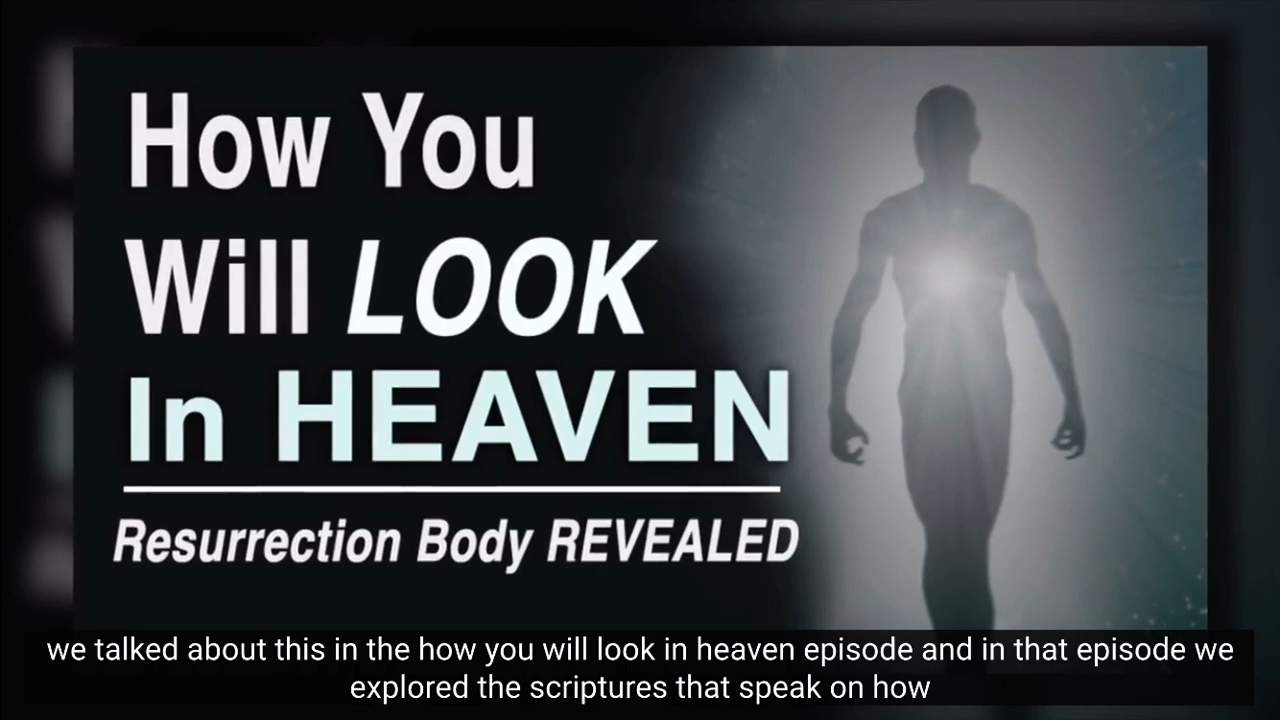 How You
Will LOOK
In HEAVEN
Resurrection Body REVEALED
we talked about this in the how you will look in heaven episode and in that episode we
explored the scriptures that speak on how